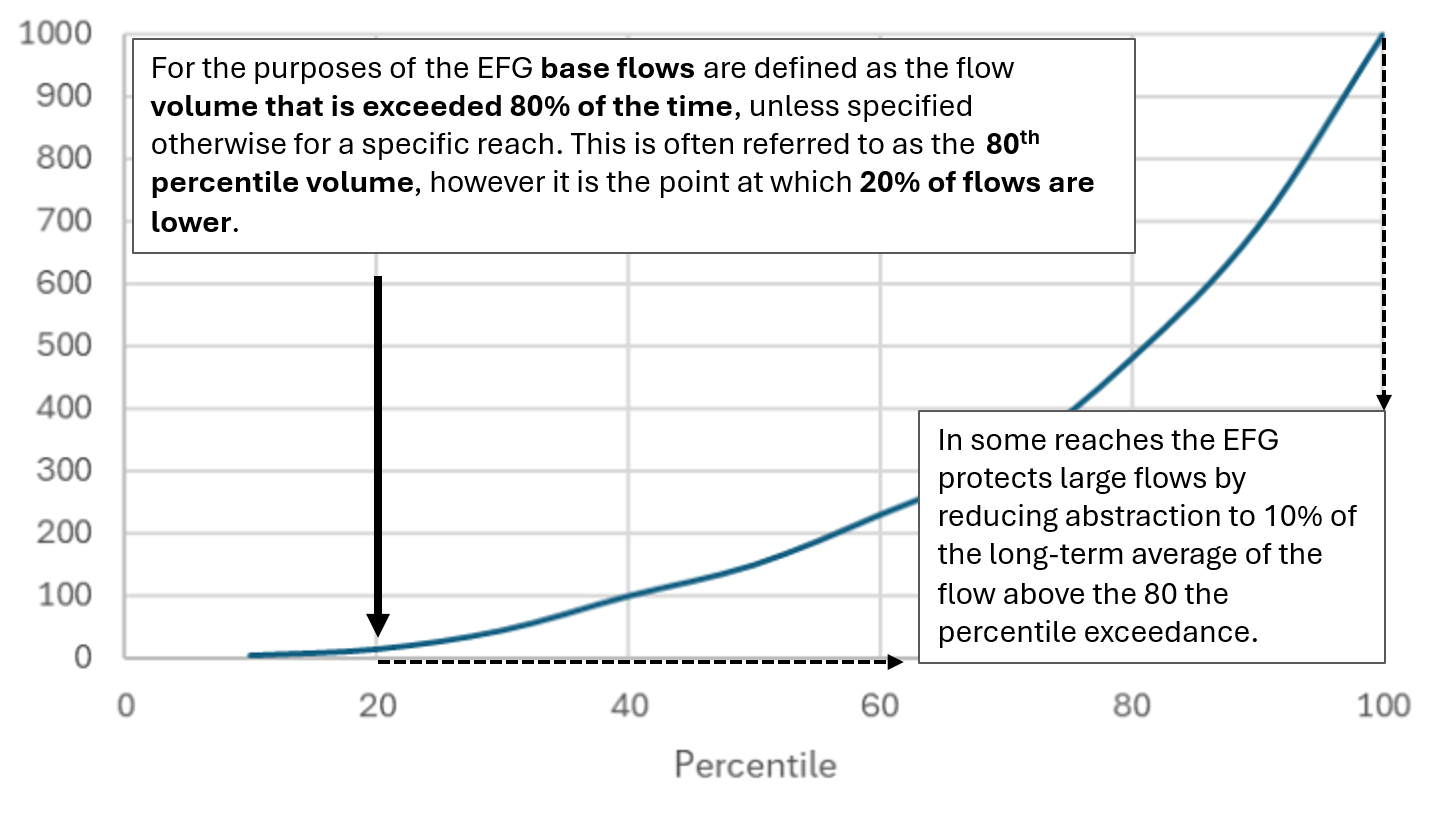 1000
900
800
700
600
500
400
300
200
100
0
For the purposes of the EFG base flows are defined as the flow
volume that is exceeded 80% of the time, unless specified
otherwise for a specific reach. This is often referred to as the 80th
percentile volume, however it is the point at which 20% of flows are
lower.
In some reaches the EFG
protects large flows by
reducing abstraction to 10% of
the long-term average of the
flow above the 80 the
percentile exceedance.
0 20 40 60 80 100
Percentile